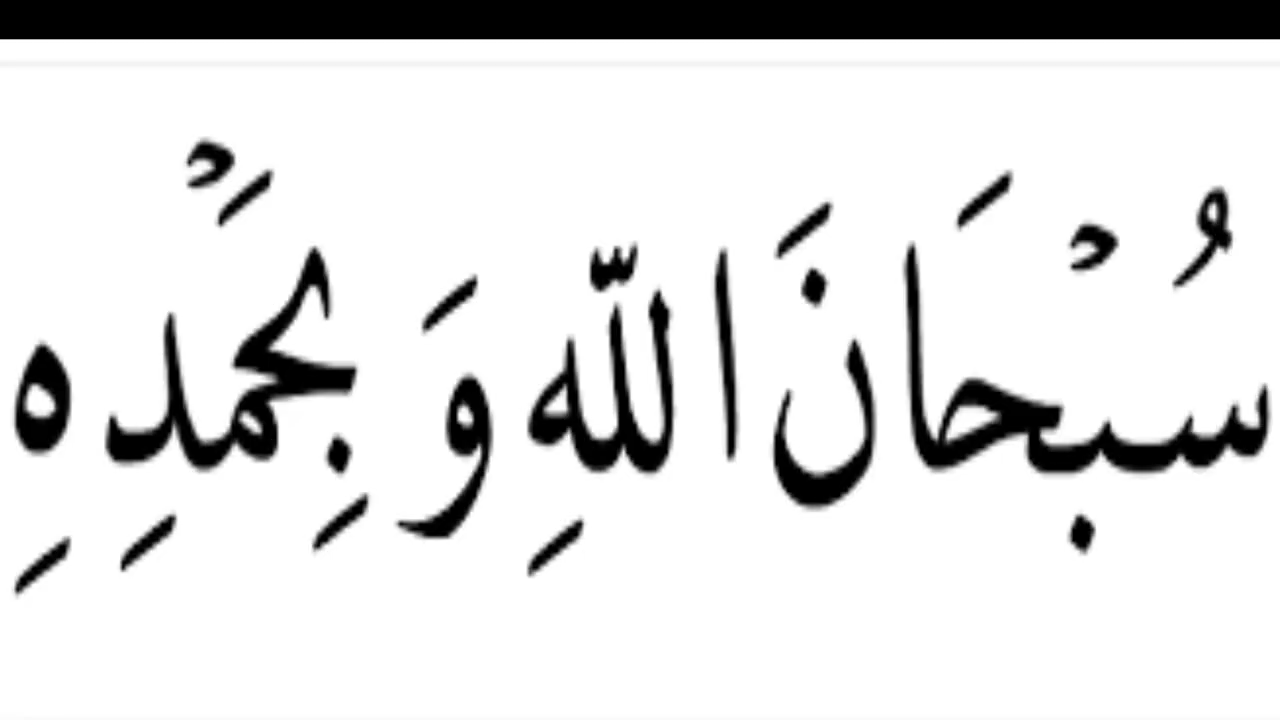 سُبْحَانَ اللّهِ وَ بِحَمْدِهِ